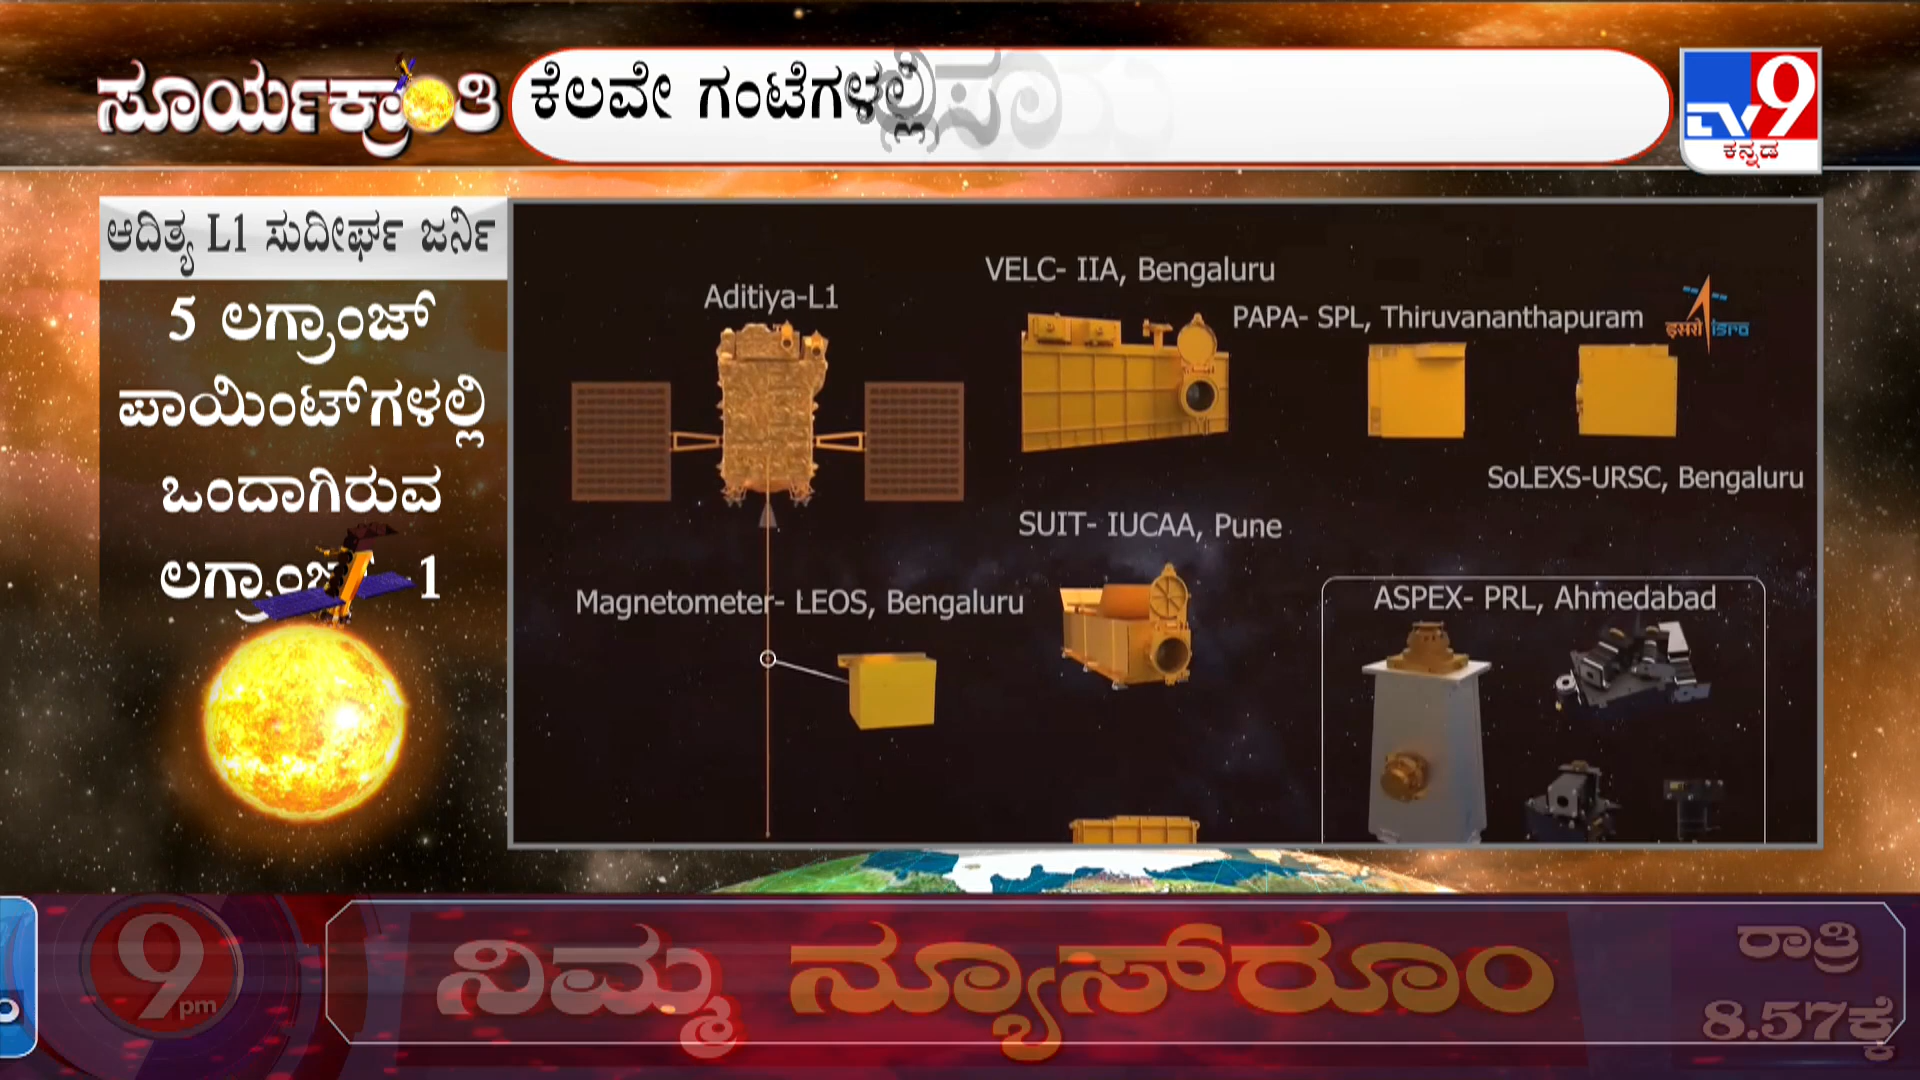 ಸೂರ್ಯಕ್ರಾಂತಿ
ಕೆಲವೇ ಗಂಟೆಗಳಲ್ಲಿ
TV9
ಕನ್ನಡ
ಆದಿತ್ಯ L1 ಸುದೀರ್ಘ ಜರ್ನಿ
5 ಲಗ್ರಾಂಜ್
ಪಾಯಿಂಟ್‌ಗಳಲ್ಲಿ
ಒಂದಾಗಿರುವ
ಲಗ್ರಾಂಜ್ 1
Aditiya-L1
VELC- IIA, Bengaluru
PAPA- SPL, Thiruvananthapuram
इसरो isro
SoLEXS-URSC, Bengaluru
SUIT- IUCAA, Pune
Magnetometer- LEOS, Bengaluru
ASPEX- PRL, Ahmedabad
9 pm
ನಿಮ್ಮ ನ್ಯೂಸ್‌ರೂಂ
ರಾತ್ರಿ
8.57ಕ್ಕೆ